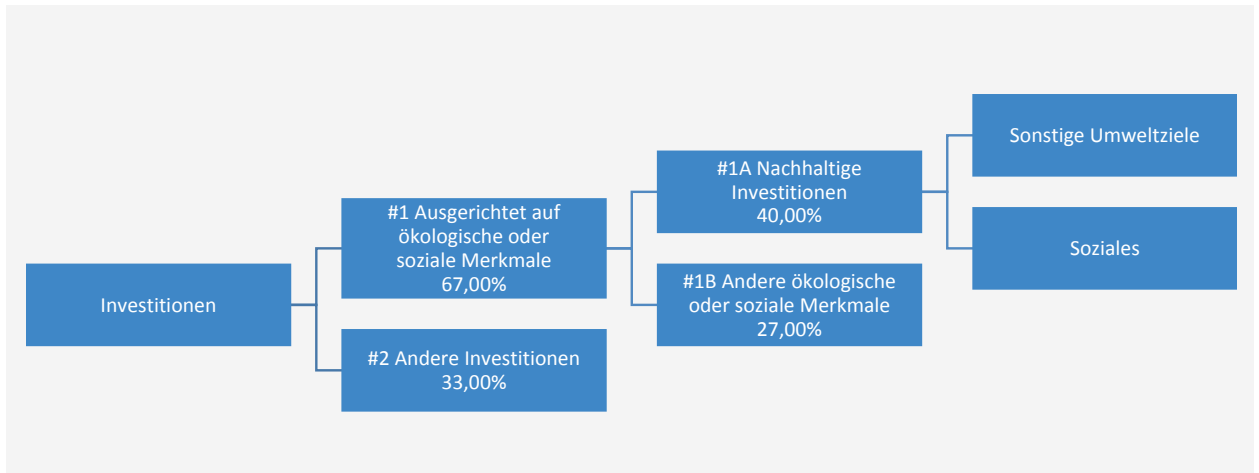 Investitionen
#1 Ausgerichtet auf
ökologische oder
soziale Merkmale
67,00%
#2 Andere Investitionen
33,00%
#1A Nachhaltige
Investitionen
40,00%
#1B Andere ökologische
oder soziale Merkmale
27,00%
Sonstige Umweltziele
Soziales